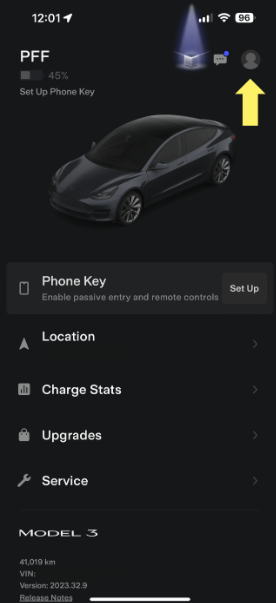 12:01
96
PFF
45%
Set Up Phone Key
Phone Key
Enable passive entry and remote controls
Set Up
Location
Charge Stats
Upgrades
Service
MODEL 3
41,019 km
VIN:
Version: 2023.32.9
Release Notes